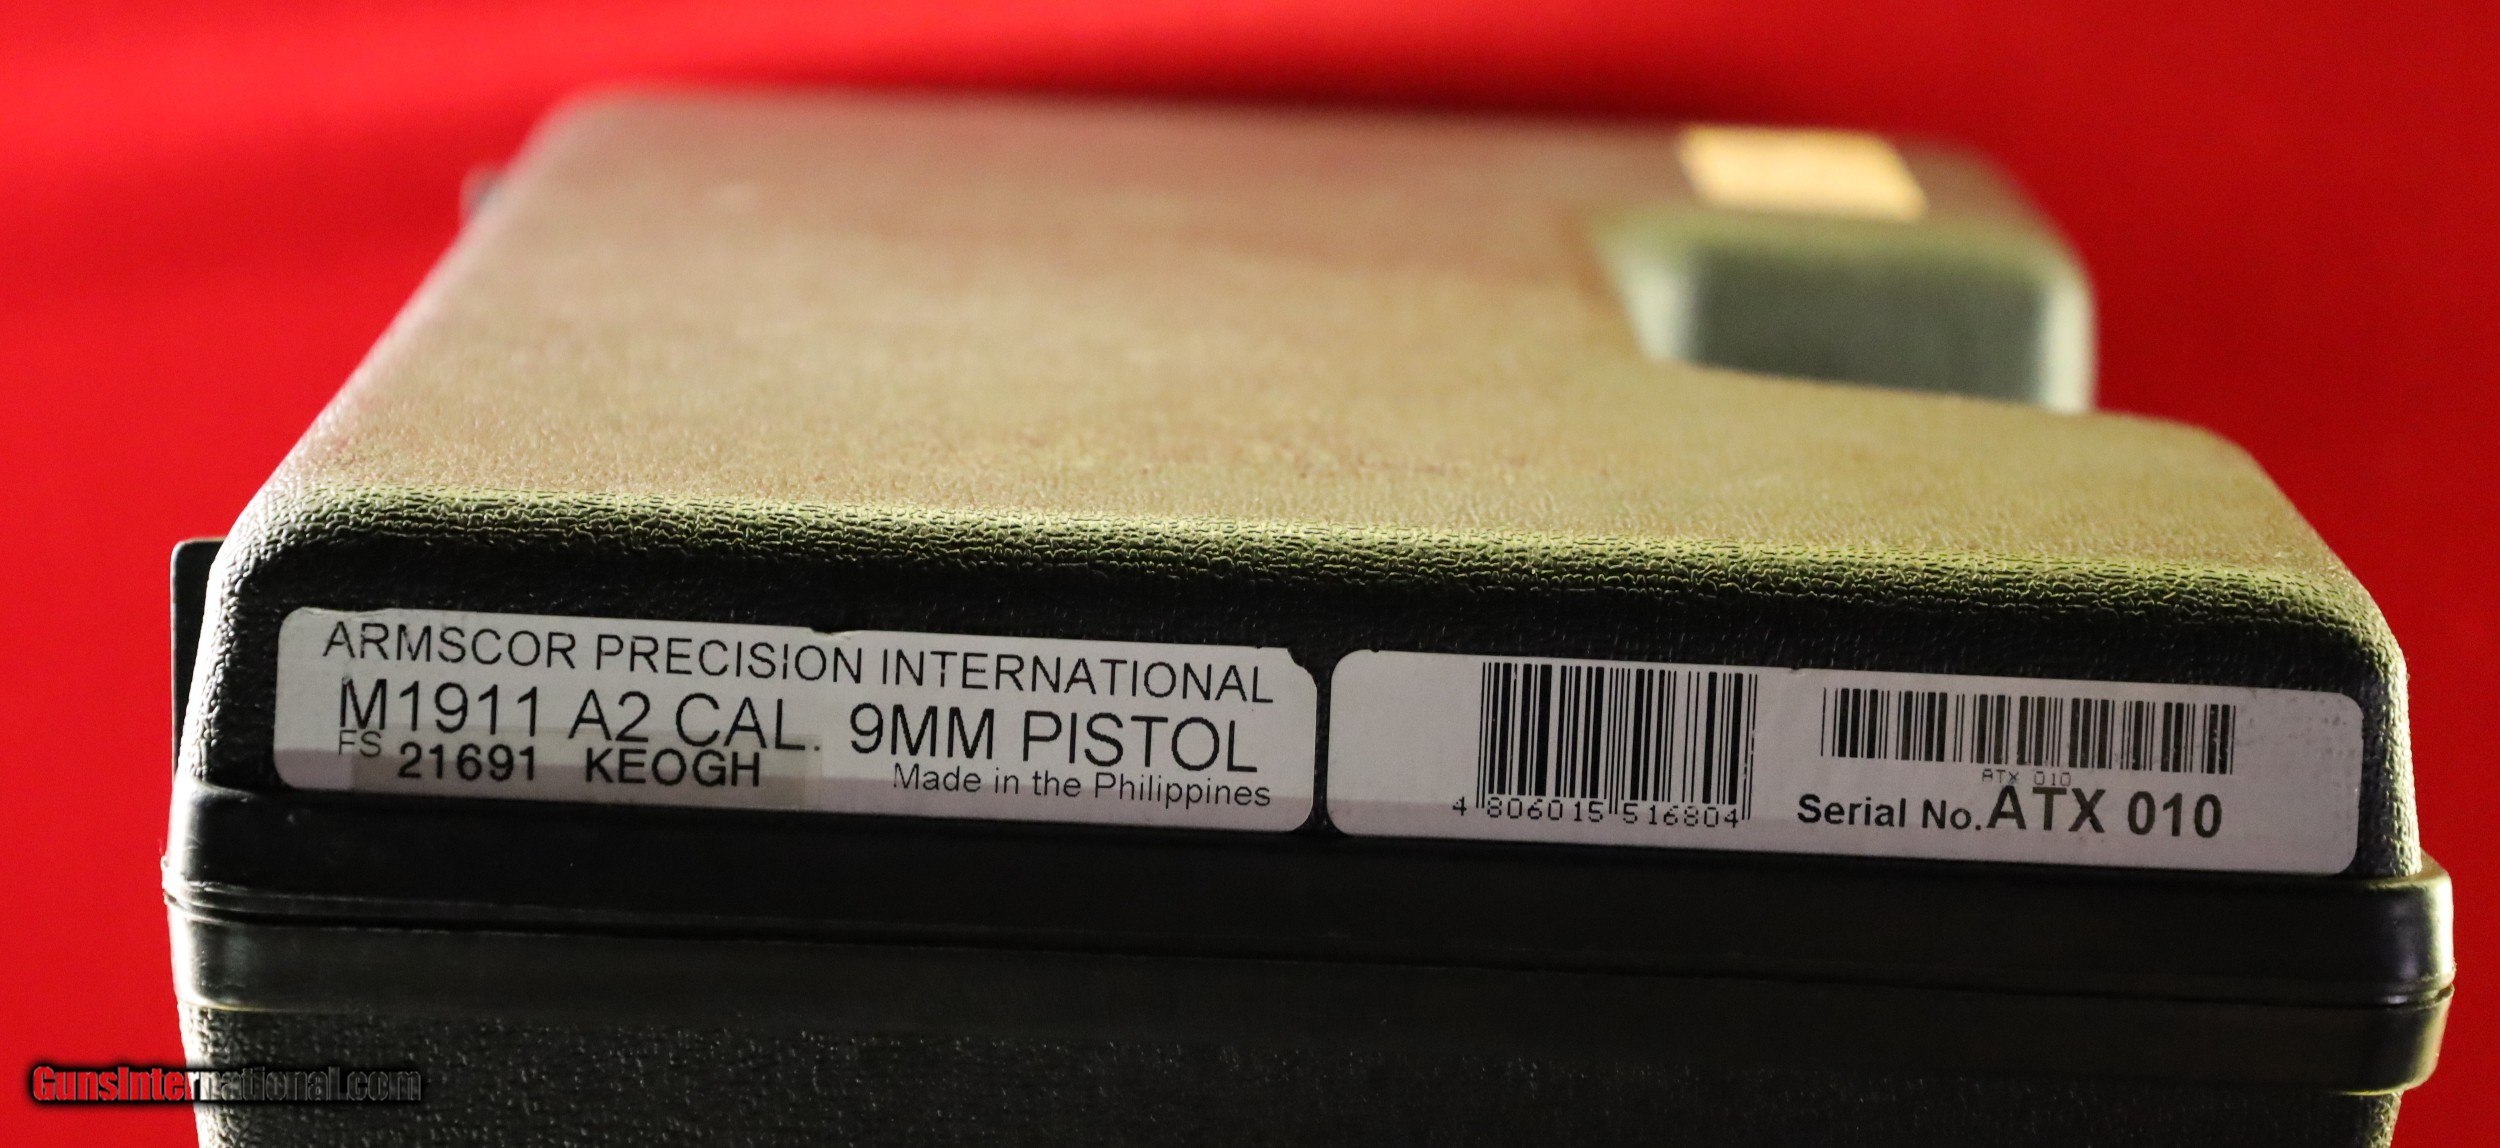 ARMSCOR PRECISION INTERNATIONAL
M1911 A2 CAL. 9MM PISTOL
FS 21691 KEOGH
Made in the Philippines
4 806015 516804
ATX 010
Serial No. ATX 010
GunsInternational.com